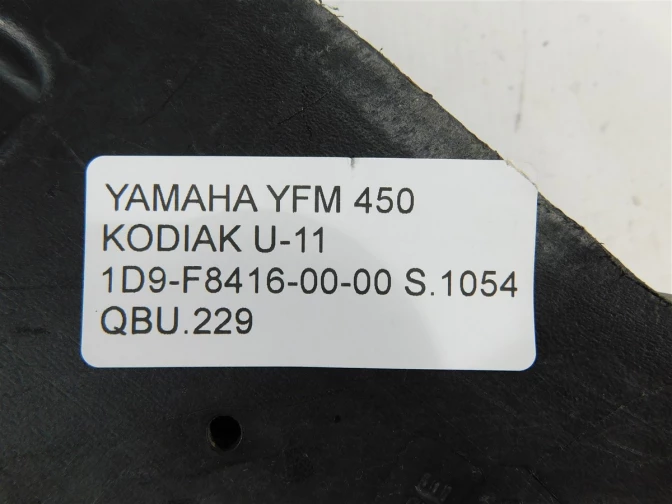 YAMAHA YFM 450
KODIAK U-11
1D9-F8416-00-00 S.1054
QBU.229